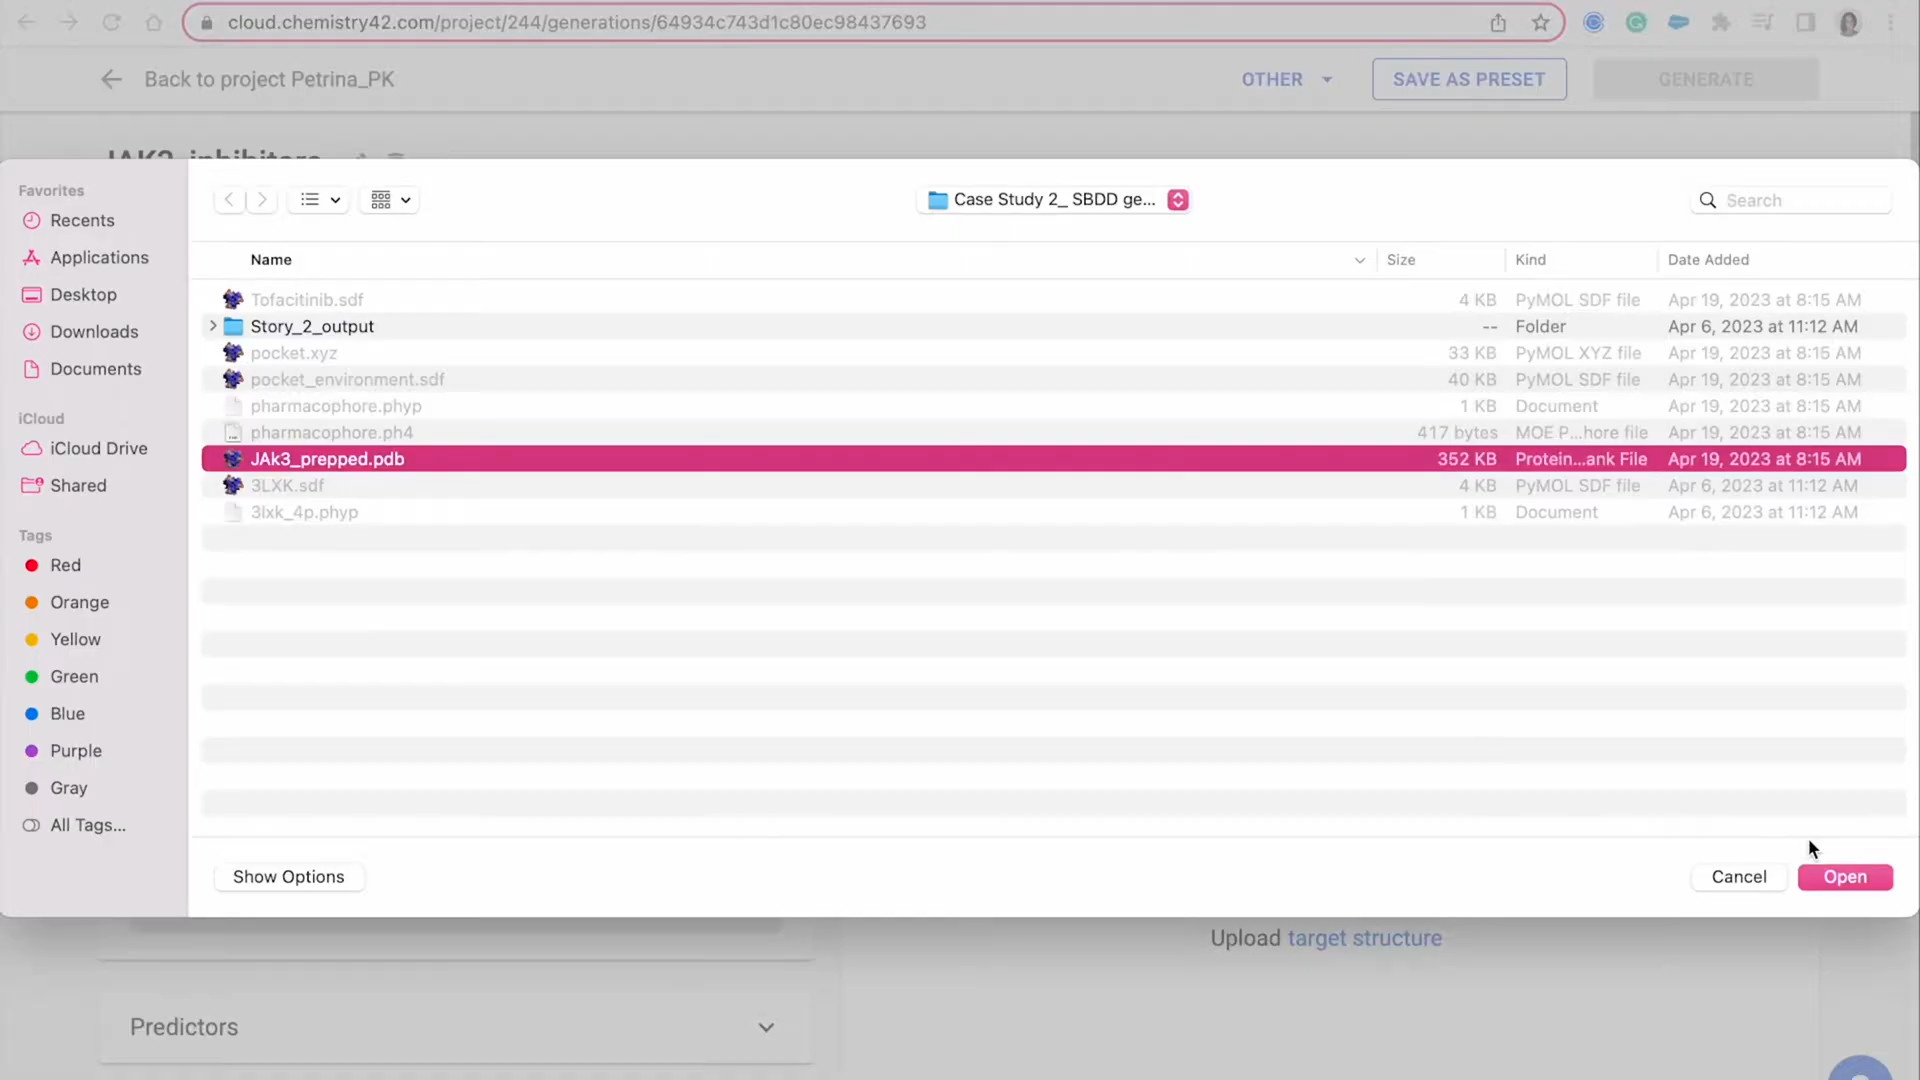 cloud.chemistry42.com/project/244/generations/64934c743d1c80ec98437693
Back to project Petrina_PK
OTHER
SAVE AS PRESET
GENERATE
JAK3_inhibitors
Favorites
Recents
Applications
Desktop
Downloads
Documents
iCloud
iCloud Drive
Shared
Tags
Red
Orange
Yellow
Green
Blue
Purple
Gray
All Tags...
Case Study 2_ SBDD ge...
Search
Name Size Kind Date Added
Tofacitinib.sdf 4 KB PyMOL SDF file Apr 19, 2023 at 8:15 AM
Story_2_output -- Folder Apr 6, 2023 at 11:12 AM
pocket.xyz 33 KB PyMOL XYZ file Apr 19, 2023 at 8:15 AM
pocket_environment.sdf 40 KB PyMOL SDF file Apr 19, 2023 at 8:15 AM
pharmacophore.phyp 1 KB Document Apr 19, 2023 at 8:15 AM
pharmacophore.ph4 417 bytes MOE P...hore file Apr 19, 2023 at 8:15 AM
JAk3_prepped.pdb 352 KB Protein...ank File Apr 19, 2023 at 8:15 AM
3LXK.sdf 4 KB PyMOL SDF file Apr 6, 2023 at 11:12 AM
3lxk_4p.phyp 1 KB Document Apr 6, 2023 at 11:12 AM
Show Options
Cancel
Open
Upload target structure
Predictors